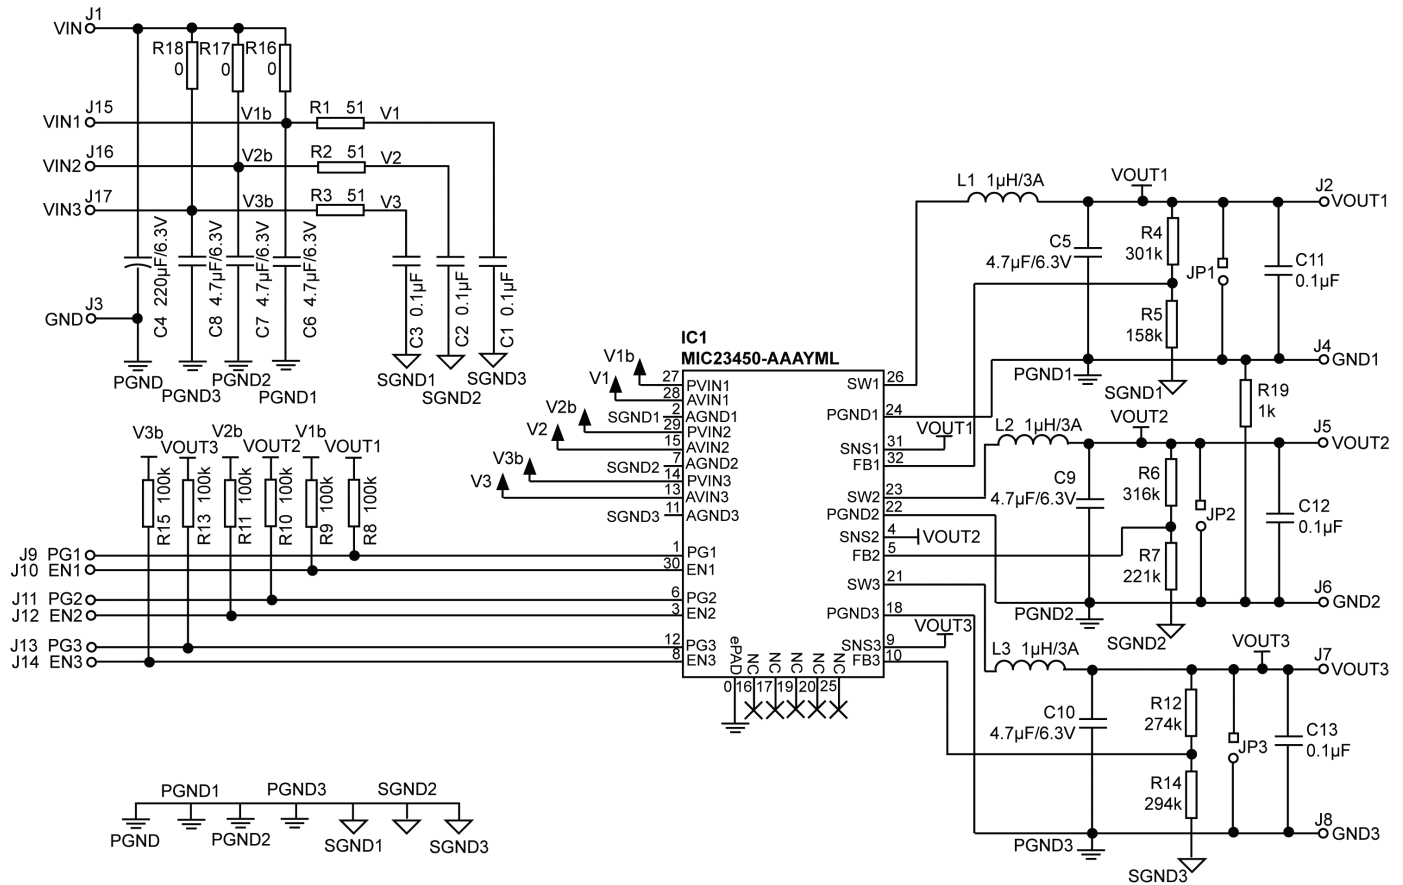 J1
VIN
R18 0
R17 0
R16 0
J15
VIN1
V1b
R1 51
V1
J16
VIN2
V2b
R2 51
V2
J17
VIN3
V3b
R3 51
V3
C4 220µF/6.3V
C8 4.7µF/6.3V
C7 4.7µF/6.3V
C6 4.7µF/6.3V
C3 0.1µF
C2 0.1µF
C1 0.1µF
J3
GND
PGND
PGND3
PGND2
PGND1
SGND1
SGND2
SGND3
V3b
VOUT3
V2b
VOUT2
V1b
VOUT1
R15 100k
R13 100k
R11 100k
R10 100k
R9 100k
R8 100k
J9 PG1
J10 EN1
J11 PG2
J12 EN2
J13 PG3
J14 EN3
IC1
MIC23450-AAAYML
V1b
27 PVIN1
V1
28 AVIN1
SGND1
2 AGND1
V2b
29 PVIN2
V2
15 AVIN2
SGND2
7 AGND2
V3b
14 PVIN3
V3
13 AVIN3
SGND3
11 AGND3
1 PG1
30 EN1
6 PG2
3 EN2
12 PG3
8 EN3
ePAD
NC
NC
NC
NC
NC
0 16 17 19 20 25
SW1 26
PGND1 24
SNS1 31
VOUT1
FB1 32
SW2 23
PGND2 22
SNS2 4
VOUT2
FB2 5
SW3 21
PGND3 18
SNS3 9
VOUT3
FB3 10
L1 1µH/3A
VOUT1
J2
VOUT1
C5
4.7µF/6.3V
R4
301k
JP1
C11
0.1µF
R5
158k
PGND1
SGND1
J4
GND1
R19
1k
L2 1µH/3A
VOUT2
J5
VOUT2
C9
4.7µF/6.3V
R6
316k
JP2
C12
0.1µF
R7
221k
PGND2
SGND2
J6
GND2
L3 1µH/3A
VOUT3
J7
VOUT3
C10
4.7µF/6.3V
R12
274k
JP3
C13
0.1µF
R14
294k
PGND3
SGND3
J8
GND3
PGND1
PGND3
SGND2
PGND
PGND2
SGND1
SGND3